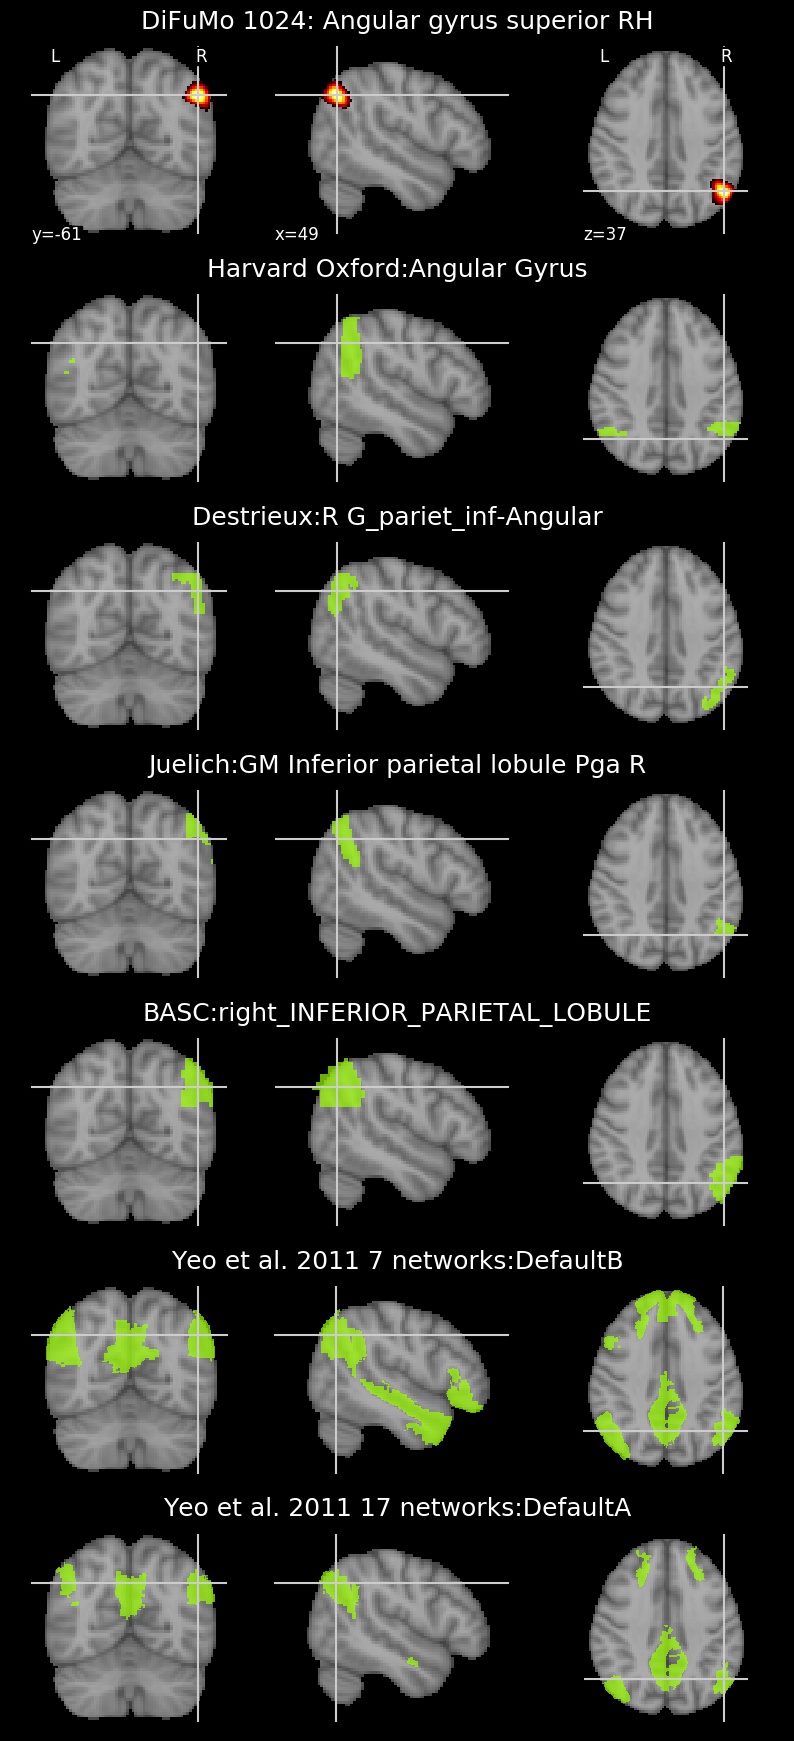 DiFuMo 1024: Angular gyrus superior RH
L R L R
y=-61 x=49 z=37
Harvard Oxford:Angular Gyrus
Destrieux:R G_pariet_inf-Angular
Juelich:GM Inferior parietal lobule Pga R
BASC:right_INFERIOR_PARIETAL_LOBULE
Yeo et al. 2011 7 networks:DefaultB
Yeo et al. 2011 17 networks:DefaultA